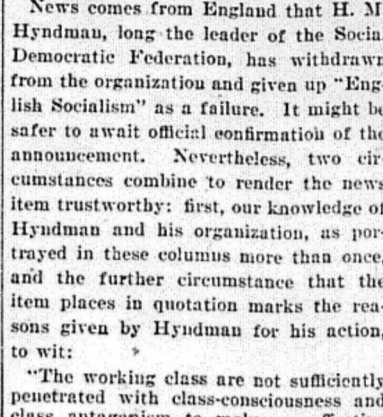 News comes from England that H. M
Hyndman, long the leader of the Socia
Democratic Federation, has withdrawn
from the organization and given up "Eng
lish Socialism" as a failure. It might be
safer to await official confirmation of the
announcement. Nevertheless, two cir
cumstances combine to render the news
item trustworthy: first, our knowledge of
Hyndman and his organization, as por
trayed in these columns more than once,
and the further circumstance that the
item places in quotation marks the rea
sons given by Hyndman for his action,
to wit:
"The working class are not sufficiently
penetrated with class-consciousness and
class antagonism to